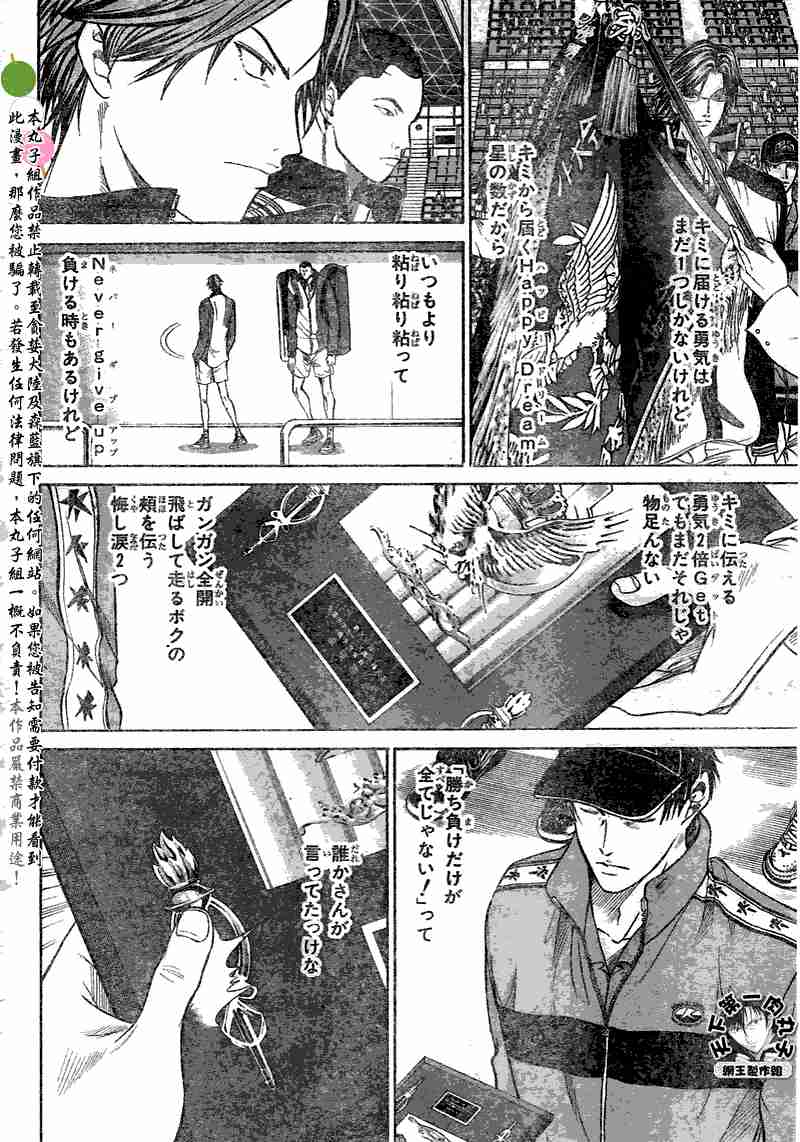 キミに届ける勇気は
まだ1つしかないけれど
キミから届くHappy Dream
星の数だから
いつもより
粘り粘り粘って
Never give up
負ける時もあるけれど
キミに伝える
勇気2倍Get
でもまだそれじゃ
物足んない
ガンガン全開
飛ばして走るボクの
頬を伝う
悔し涙2つ
「勝ち負けだけが
全てじゃない!」って
誰かさんが
言ってたっけな
天下第一肉丸子
網王製作組
本丸子組作品禁止轉載至貪婪大陸及森藍旗下的任何網站。如果您被告知需要付款才能看到
此漫畫,那麼您被騙了。若發生任何法律問題,本丸子組一概不負責!本作品嚴禁商業用途!